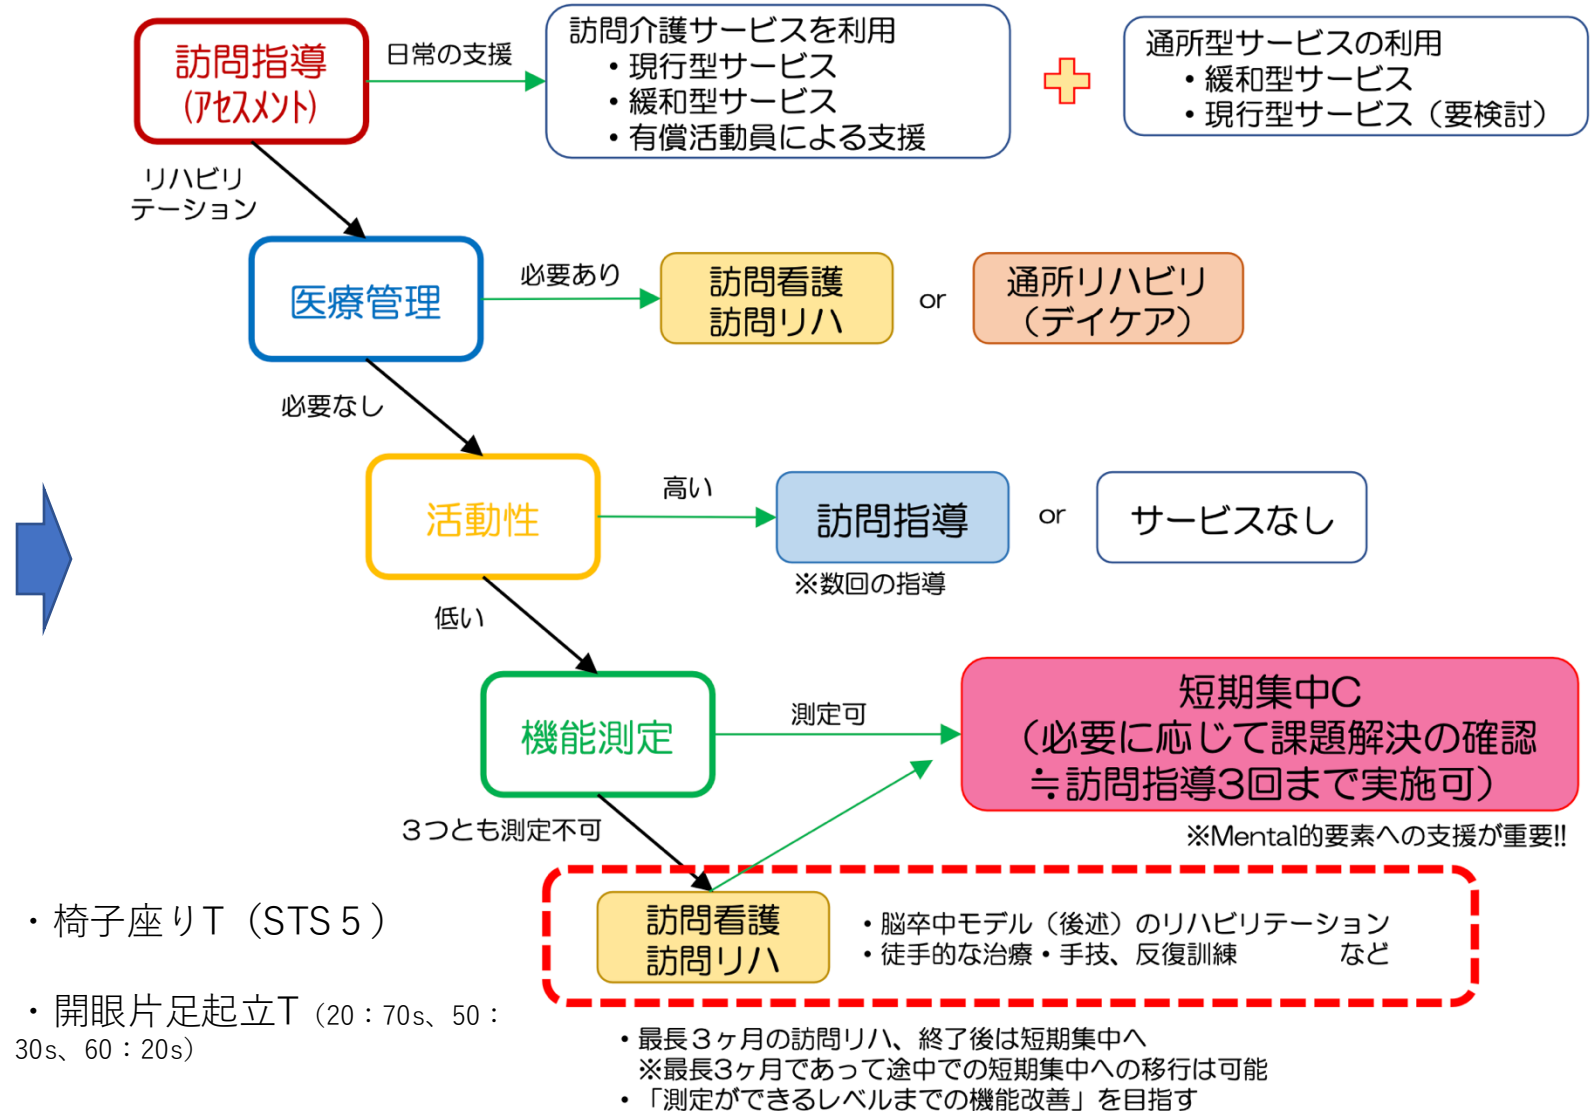 訪問指導
(アセスメント)
日常の支援
訪問介護サービスを利用
・現行型サービス
・緩和型サービス
・有償活動員による支援
通所型サービスの利用
・緩和型サービス
・現行型サービス（要検討）
リハビリ
テーション
医療管理
必要あり
訪問看護
訪問リハ
or
通所リハビリ
（デイケア）
必要なし
活動性
高い
訪問指導
or
サービスなし
※数回の指導
低い
機能測定
測定可
短期集中C
（必要に応じて課題解決の確認
≒訪問指導3回まで実施可）
※Mental的要素への支援が重要!!
３つとも測定不可
訪問看護
訪問リハ
・脳卒中モデル（後述）のリハビリテーション
・徒手的な治療・手技、反復訓練　　　　など
・最長３ヶ月の訪問リハ、終了後は短期集中へ
※最長3ヶ月であって途中での短期集中への移行は可能
・「測定ができるレベルまでの機能改善」を目指す
・椅子座りT（STS５）
・開眼片足起立T（20：70s、50：
30s、60：20s）